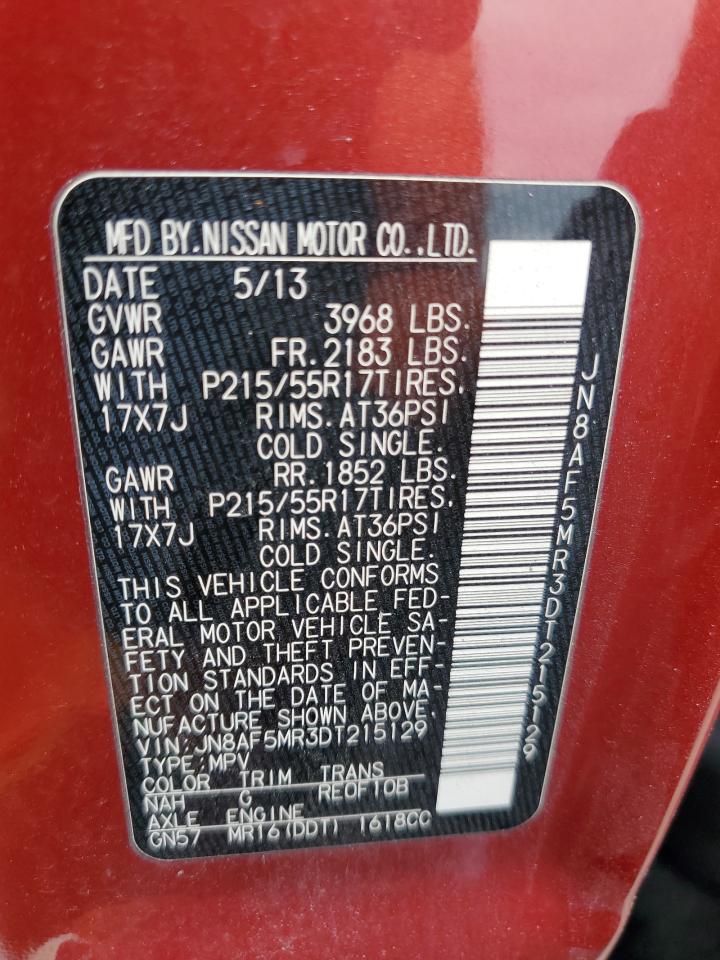 MFD BY.NISSAN MOTOR CO.,LTD.
DATE 5/13
GVWR 3968 LBS.
GAWR FR.2183 LBS.
WITH P215/55R17TIRES,
17X7J RIMS.AT36PSI
COLD SINGLE.
GAWR RR.1852 LBS.
WITH P215/55R17TIRES,
17X7J RIMS.AT36PSI
COLD SINGLE.
THIS VEHICLE CONFORMS
TO ALL APPLICABLE FED-
ERAL MOTOR VEHICLE SA-
FETY AND THEFT PREVEN-
TION STANDARDS IN EFF-
ECT ON THE DATE OF MA-
NUFACTURE SHOWN ABOVE.
VIN:JN8AF5MR3DT215129
TYPE:MPV
COLOR TRIM TRANS
NAH G RE0F10B
AXLE ENGINE
GN57 MR16(DDT) 1618CC
JN8AF5MR3DT215129